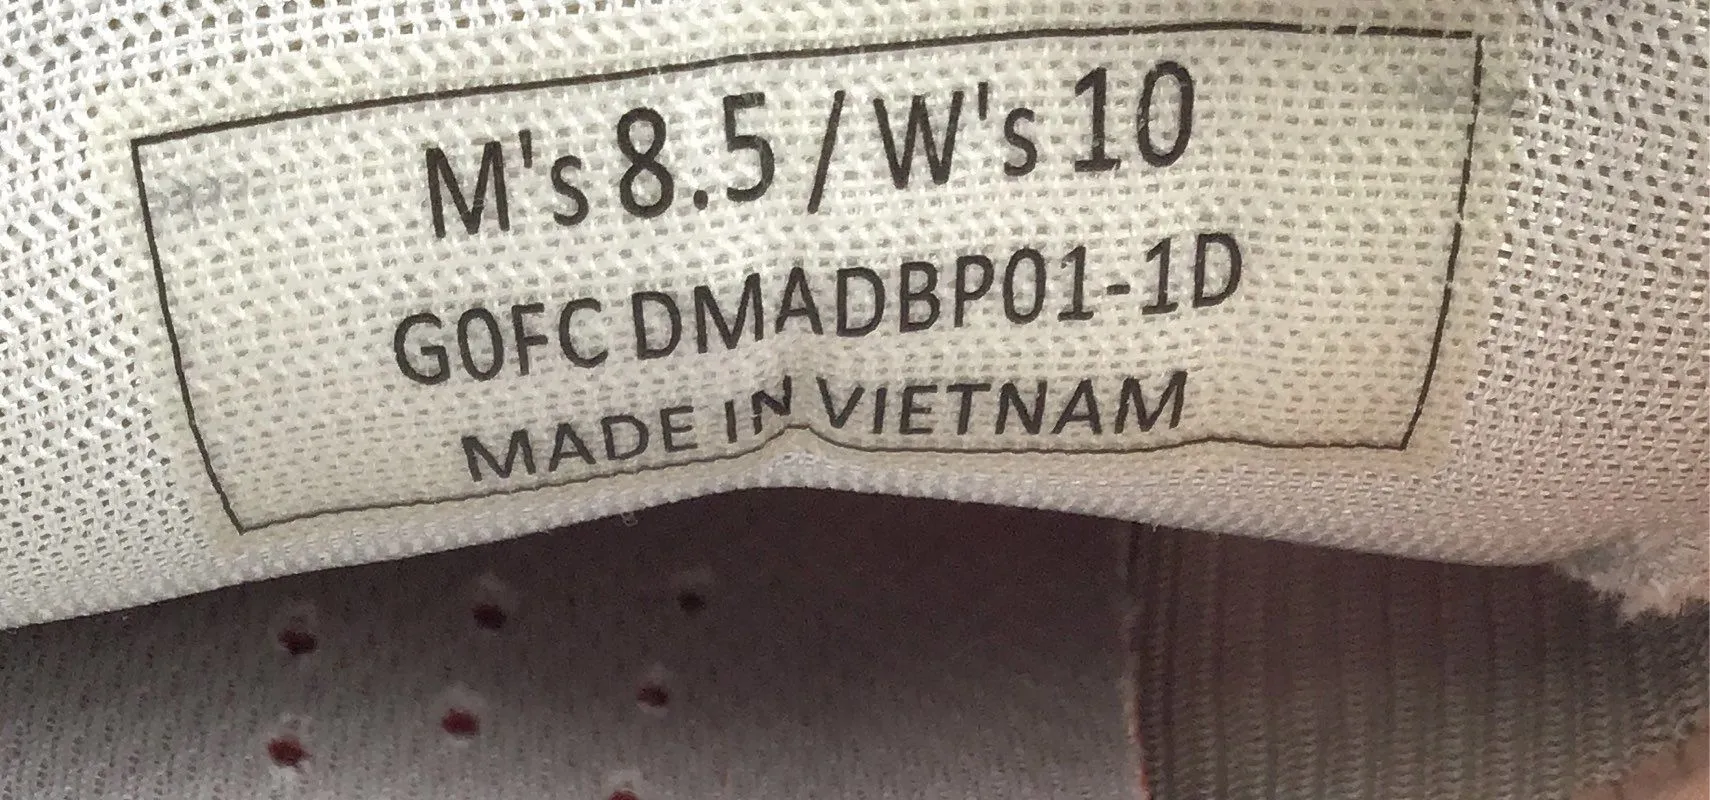 M's 8.5 / W's 10
G0FC DMADBP01-1D
MADE IN VIETNAM